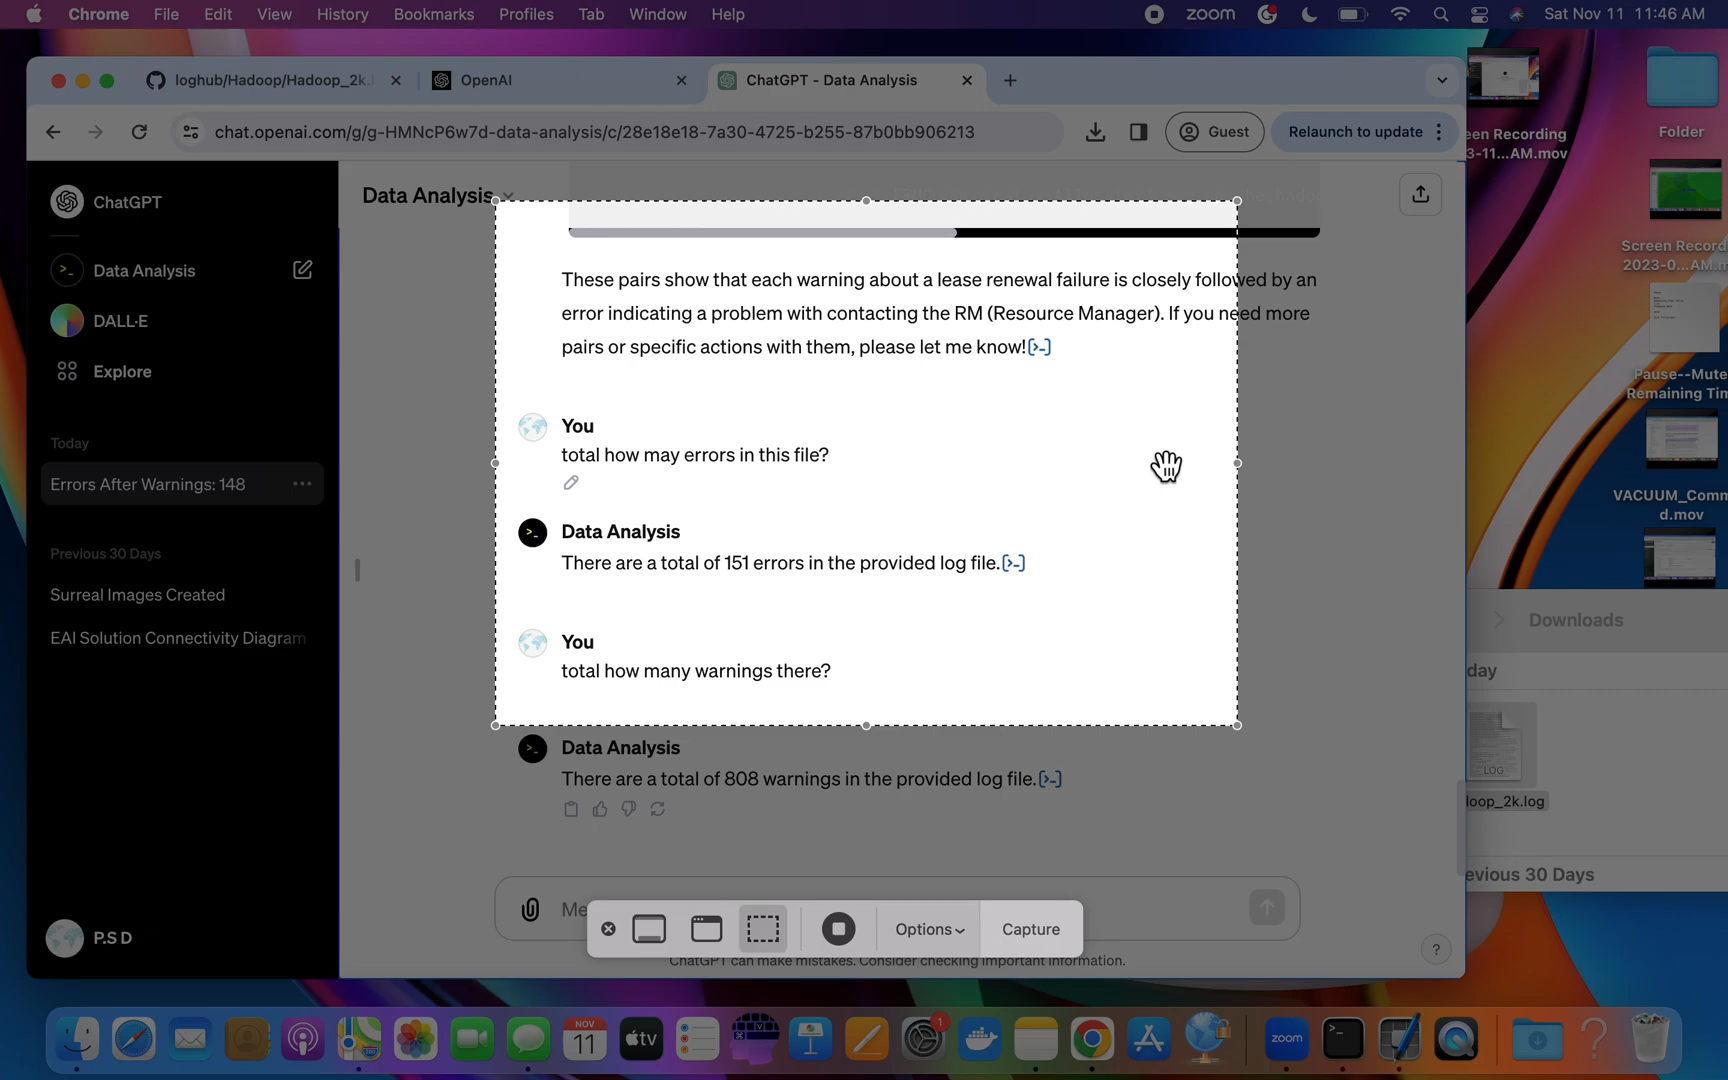 Chrome File Edit View History Bookmarks Profiles Tab Window Help zoom Sat Nov 11 11:46 AM
loghub/Hadoop/Hadoop_2k. OpenAI ChatGPT - Data Analysis
chat.openai.com/g/g-HMNcP6w7d-data-analysis/c/28e18e18-7a30-4725-b255-87b0bb906213 Guest Relaunch to update
een Recording
3-11...AM.mov
Folder
Screen Record
2023-0...AM.m
Pause--Mute
Remaining Tim
VACUUM_Comm
d.mov
ChatGPT
Data Analysis
DALL·E
Explore
Today
Errors After Warnings: 148
Previous 30 Days
Surreal Images Created
EAI Solution Connectivity Diagram
P.S D
Data Analysis
These pairs show that each warning about a lease renewal failure is closely followed by an
error indicating a problem with contacting the RM (Resource Manager). If you need more
pairs or specific actions with them, please let me know! [>-]
You
total how may errors in this file?
Data Analysis
There are a total of 151 errors in the provided log file. [>-]
You
total how many warnings there?
Data Analysis
There are a total of 808 warnings in the provided log file. [>-]
Me
Options Capture
ChatGPT can make mistakes. Consider checking important information.
?
Downloads
day
LOG
loop_2k.log
evious 30 Days
NOV
11
tv
1
zoom